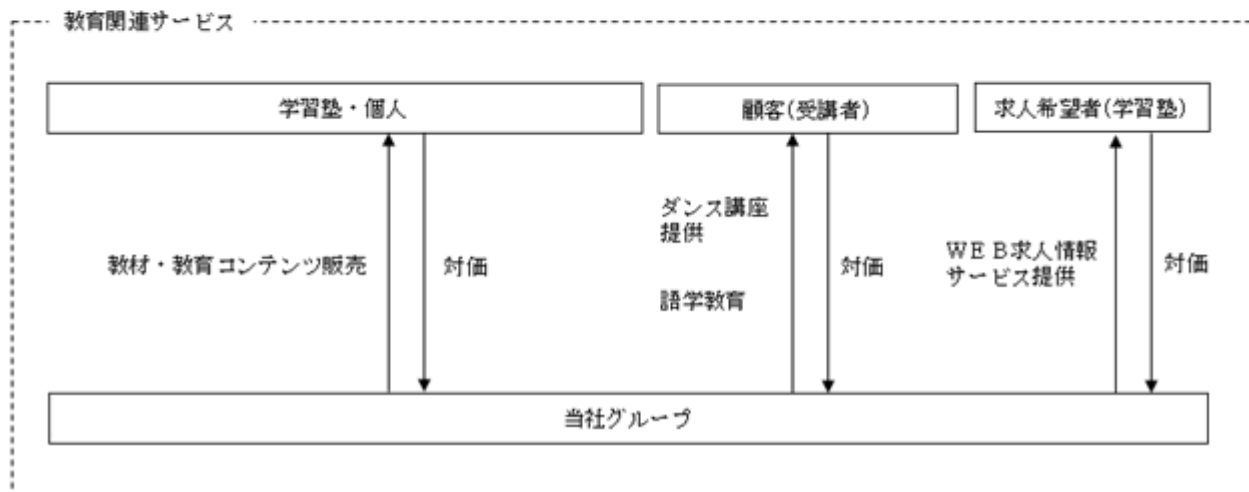 教育関連サービス
学習塾・個人
顧客(受講者)
求人希望者(学習塾)
教材・教育コンテンツ販売
対価
ダンス講座
提供
語学教育
対価
ＷＥＢ求人情報
サービス提供
対価
当社グループ